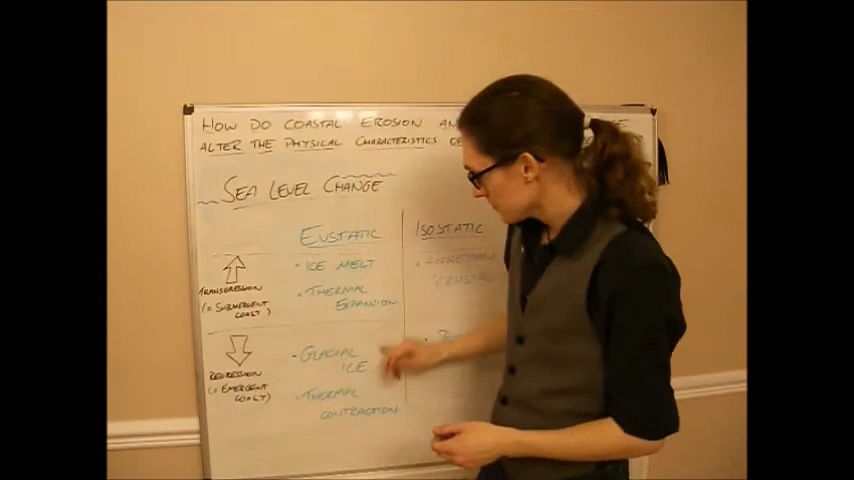 HOW DO COASTAL EROSION
ALTER THE PHYSICAL CHARACTERISTICS
SEA LEVEL CHANGE
EUSTATIC
ISOSTATIC
TRANSGRESSION
(= SUBMERGENT
COAST)
• ICE MELT
• THERMAL
EXPANSION
REGRESSION
(= EMERGENT
COAST)
• GLACIAL
ICE
• THERMAL
CONTRACTION